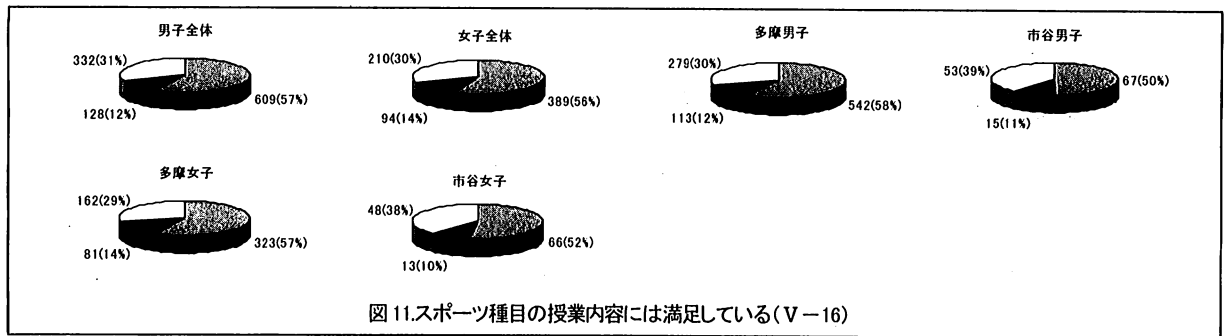 男子全体
332(31%)
609(57%)
128(12%)
女子全体
210(30%)
389(56%)
94(14%)
多摩男子
279(30%)
542(58%)
113(12%)
市谷男子
53(39%)
67(50%)
15(11%)
多摩女子
162(29%)
323(57%)
81(14%)
市谷女子
48(38%)
66(52%)
13(10%)
図11.スポーツ種目の授業内容には満足している(Ⅴ－16)